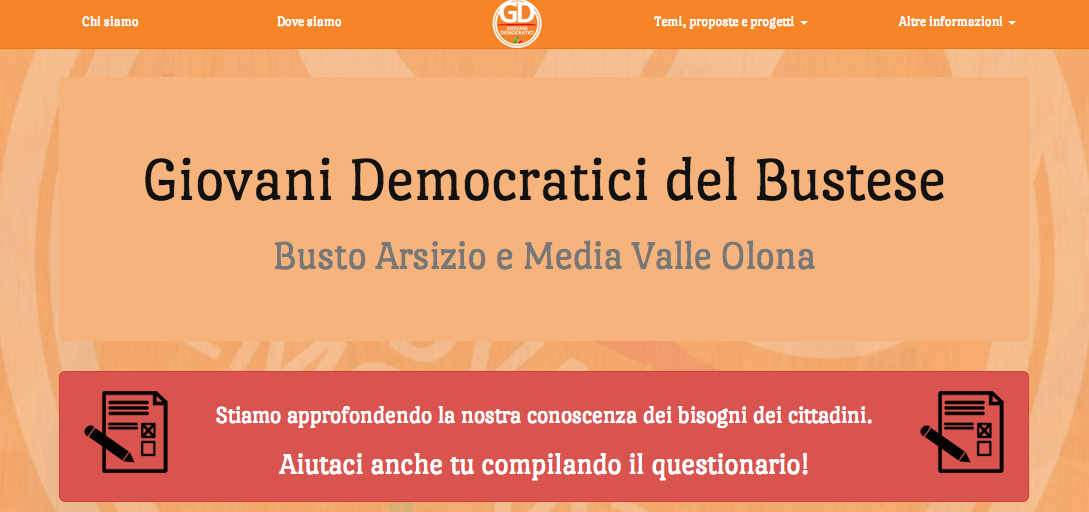 Chi siamo
Dove siamo
GD
GIOVANI
DEMOCRATICI
Temi, proposte e progetti
Altre informazioni
Giovani Democratici del Bustese
Busto Arsizio e Media Valle Olona
Stiamo approfondendo la nostra conoscenza dei bisogni dei cittadini.
Aiutaci anche tu compilando il questionario!